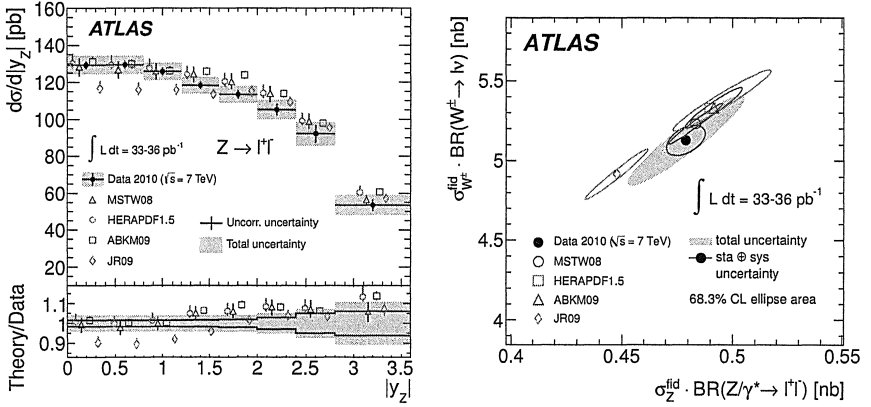 dσ/d|y_Z| [pb]
160
140
120
100
80
60
40
20
ATLAS
∫ L dt = 33-36 pb⁻¹
Z → l⁺l⁻
Data 2010 (√s = 7 TeV)
MSTW08
HERAPDF1.5
ABKM09
JR09
Uncorr. uncertainty
Total uncertainty
Theory/Data
1.1
1
0.9
0 0.5 1 1.5 2 2.5 3 3.5
|y_Z|
σ^fid_W± · BR(W±→ lν) [nb]
5.5
5
4.5
4
ATLAS
∫ L dt = 33-36 pb⁻¹
Data 2010 (√s = 7 TeV)
MSTW08
HERAPDF1.5
ABKM09
JR09
total uncertainty
sta ⊕ sys
uncertainty
68.3% CL ellipse area
0.4 0.45 0.5 0.55
σ^fid_Z · BR(Z/γ*→ l⁺l⁻) [nb]